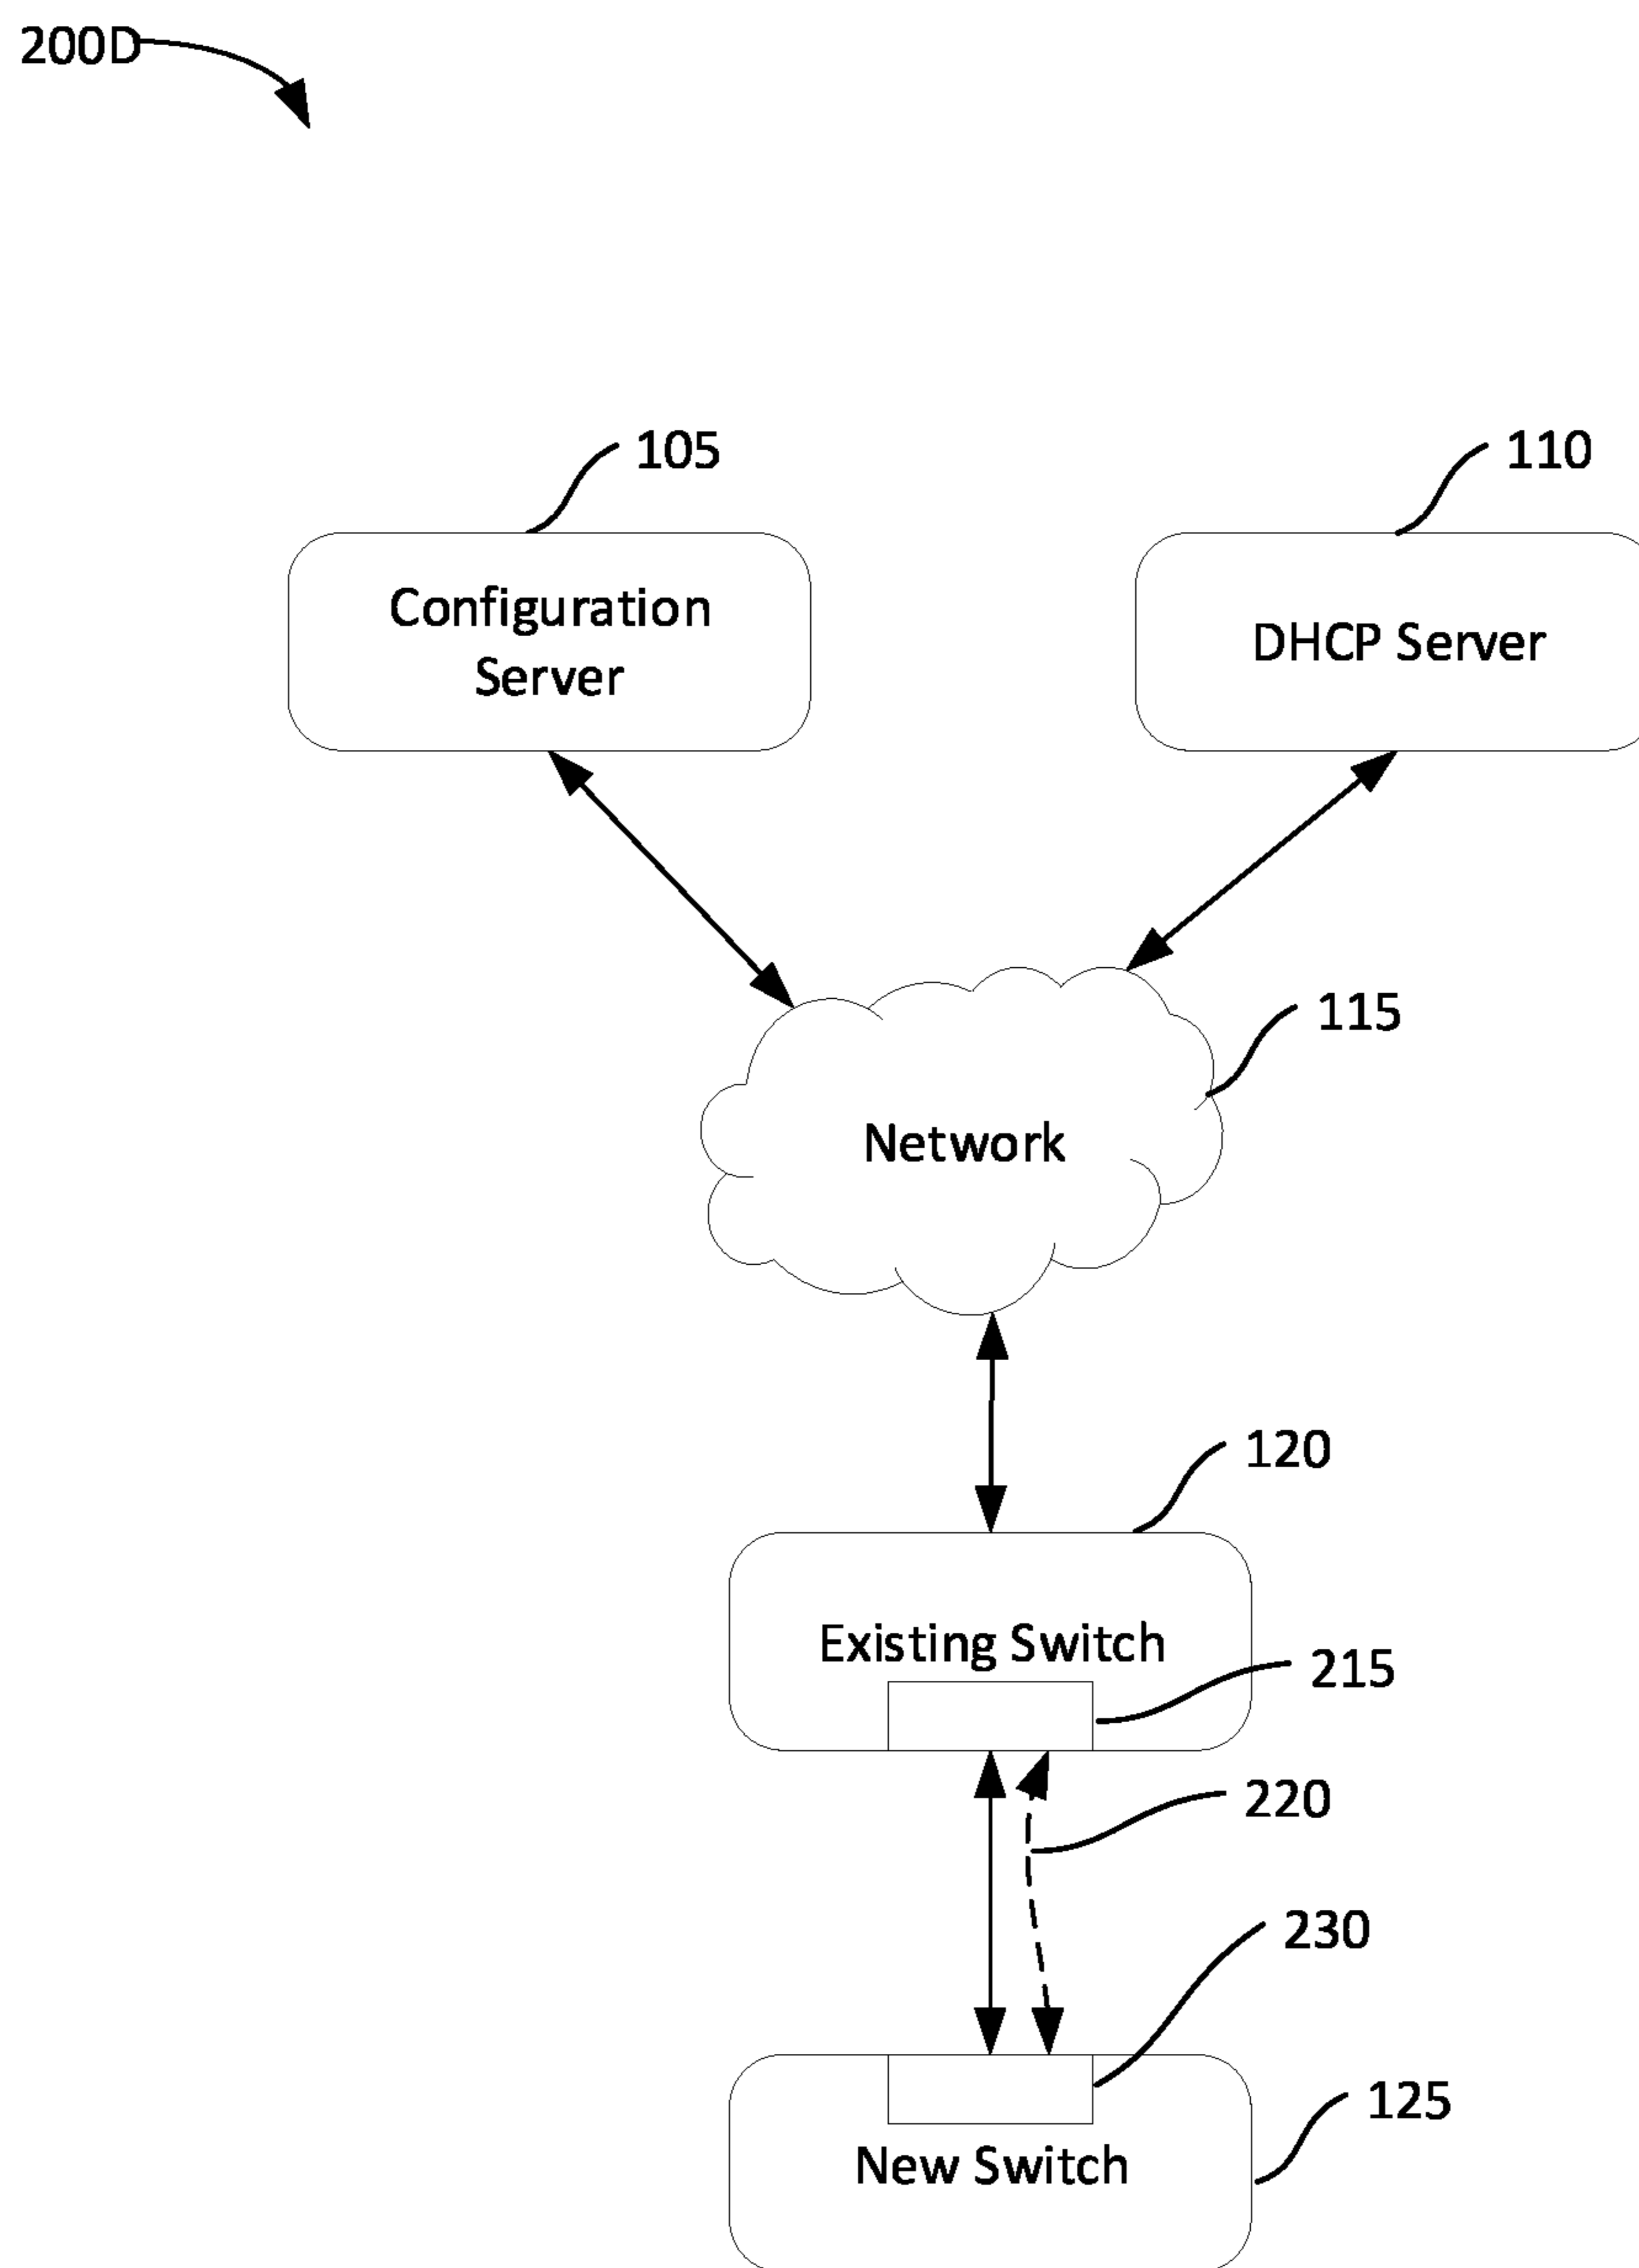 200D
105
110
Configuration
Server
DHCP Server
115
Network
120
Existing Switch
215
220
230
125
New Switch